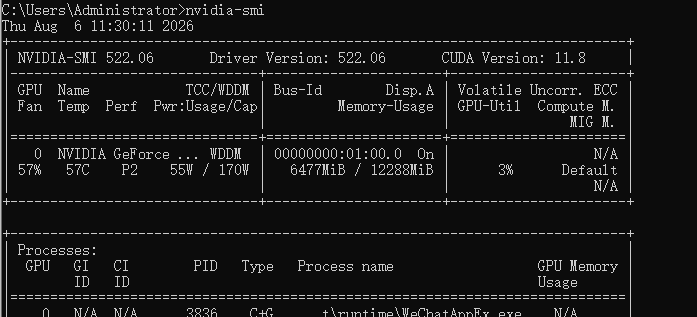 C:\Users\Administrator>nvidia-smi
Thu Aug  6 11:30:11 2026
+-----------------------------------------------------------------------------+
| NVIDIA-SMI 522.06       Driver Version: 522.06       CUDA Version: 11.8     |
|-------------------------------+----------------------+----------------------+
| GPU  Name            TCC/WDDM | Bus-Id        Disp.A | Volatile Uncorr. ECC |
| Fan  Temp  Perf  Pwr:Usage/Cap|         Memory-Usage | GPU-Util  Compute M. |
|                               |                      |               MIG M. |
|===============================+======================+======================|
|   0  NVIDIA GeForce ... WDDM  | 00000000:01:00.0  On |                  N/A |
| 57%   57C    P2    55W / 170W |   6477MiB / 12288MiB |      3%      Default |
|                               |                      |                  N/A |
+-------------------------------+----------------------+----------------------+
+-----------------------------------------------------------------------------+
| Processes:                                                                  |
|  GPU   GI   CI        PID   Type   Process name                  GPU Memory |
|        ID   ID                                                   Usage      |
|=============================================================================|
|    0   N/A  N/A      3836    C+G   ...t\runtime\WeChatAppEx.exe    N/A      |